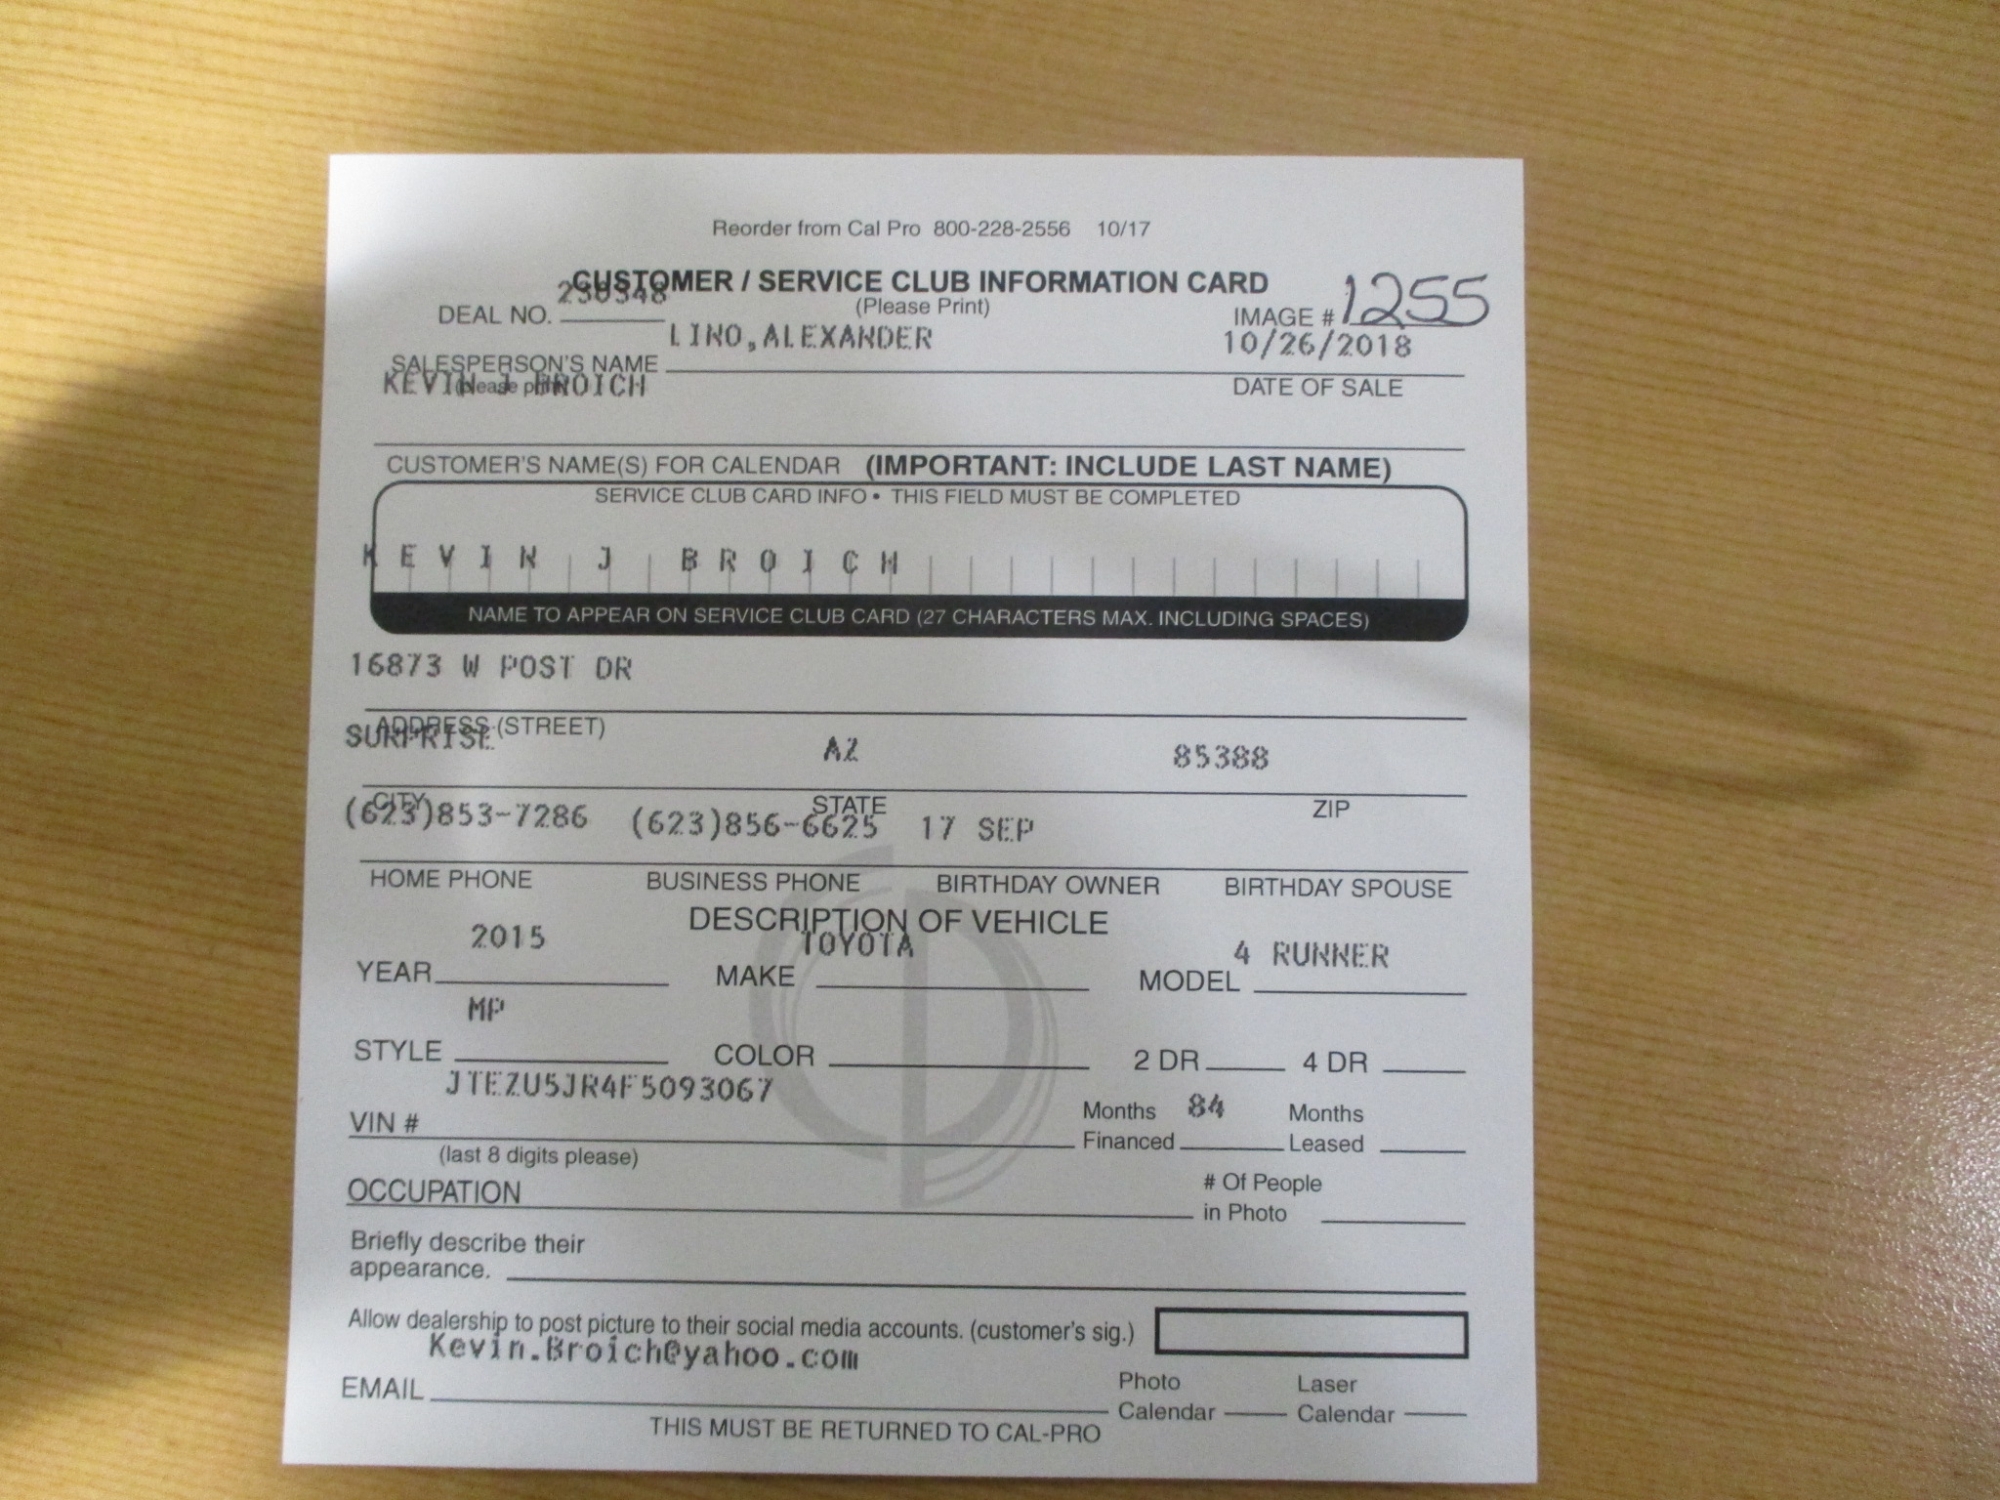 Reorder from Cal Pro 800-228-2556 10/17
CUSTOMER / SERVICE CLUB INFORMATION CARD
(Please Print)
DEAL NO. 230348
IMAGE # 1255
LINO,ALEXANDER
10/26/2018
SALESPERSON'S NAME
(please print)
DATE OF SALE
KEVIN J BROICH
CUSTOMER'S NAME(S) FOR CALENDAR (IMPORTANT: INCLUDE LAST NAME)
SERVICE CLUB CARD INFO • THIS FIELD MUST BE COMPLETED
KEVIN J BROICH
NAME TO APPEAR ON SERVICE CLUB CARD (27 CHARACTERS MAX. INCLUDING SPACES)
16873 W POST DR
ADDRESS (STREET)
SURPRISE AZ 85388
CITY STATE ZIP
(623)853-7286 (623)856-6625 17 SEP
HOME PHONE BUSINESS PHONE BIRTHDAY OWNER BIRTHDAY SPOUSE
DESCRIPTION OF VEHICLE
2015 TOYOTA 4 RUNNER
YEAR MAKE MODEL
MP
STYLE COLOR 2 DR 4 DR
JTEZU5JR4F5093067
VIN # Months Financed 84 Months Leased
(last 8 digits please)
OCCUPATION # Of People in Photo
Briefly describe their
appearance.
Allow dealership to post picture to their social media accounts. (customer's sig.)
Kevin.Broich@yahoo.com
EMAIL Photo Calendar Laser Calendar
THIS MUST BE RETURNED TO CAL-PRO